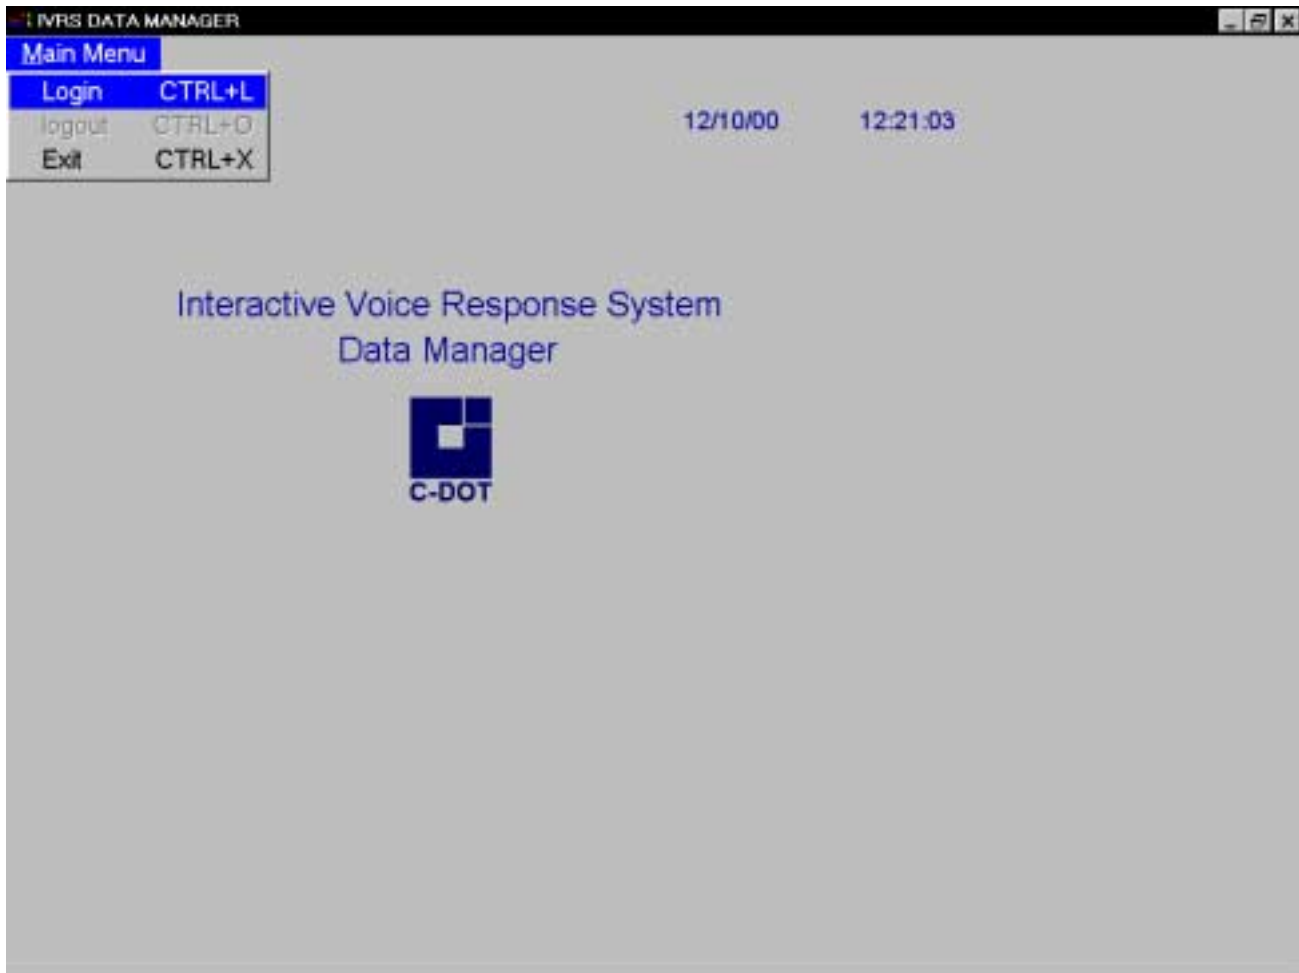 IVRS DATA MANAGER
Main Menu
Login CTRL+L
logout CTRL+O
Exit CTRL+X
12/10/00 12:21:03
Interactive Voice Response System
Data Manager
C-DOT